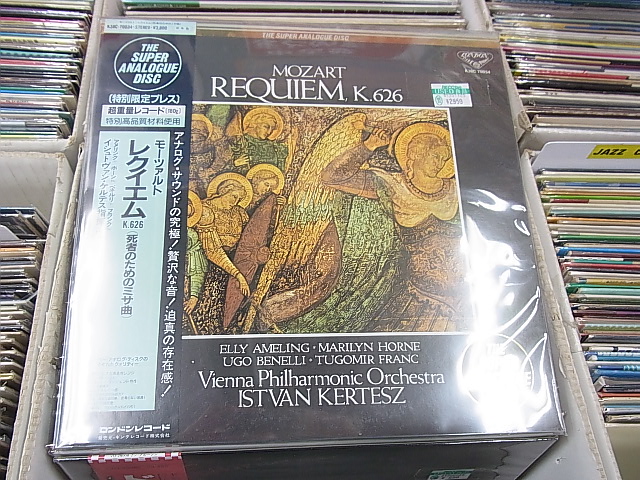 THE SUPER ANALOGUE DISC
THE
SUPER
ANALOGUE
DISC
(特別限定プレス)
超重量レコード(180g)
特別高品質材料使用
アナログ・サウンドの究極!贅沢な音!迫真の存在感!
モーツァルト
レクイエム
K.626
(死者のためのミサ曲)
ロンドンレコード
MOZART
REQUIEM, K.626
LONDON
¥2850
ELLY AMELING · MARILYN HORNE
UGO BENELLI · TUGOMIR FRANC
Vienna Philharmonic Orchestra
ISTVAN KERTESZ
JAZZ